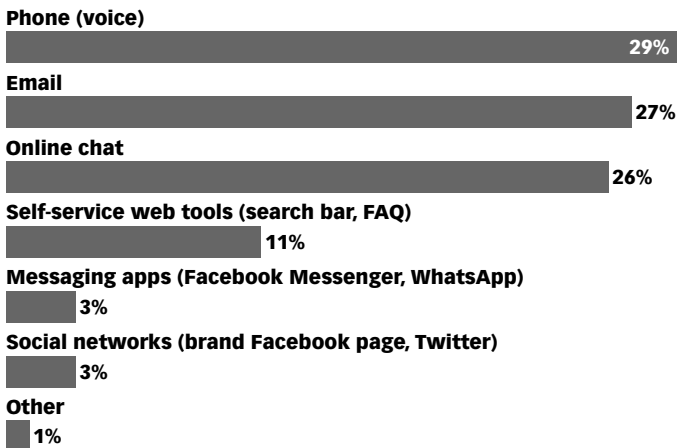 Phone (voice)
29%
Email
27%
Online chat
26%
Self-service web tools (search bar, FAQ)
11%
Messaging apps (Facebook Messenger, WhatsApp)
3%
Social networks (brand Facebook page, Twitter)
3%
Other
1%